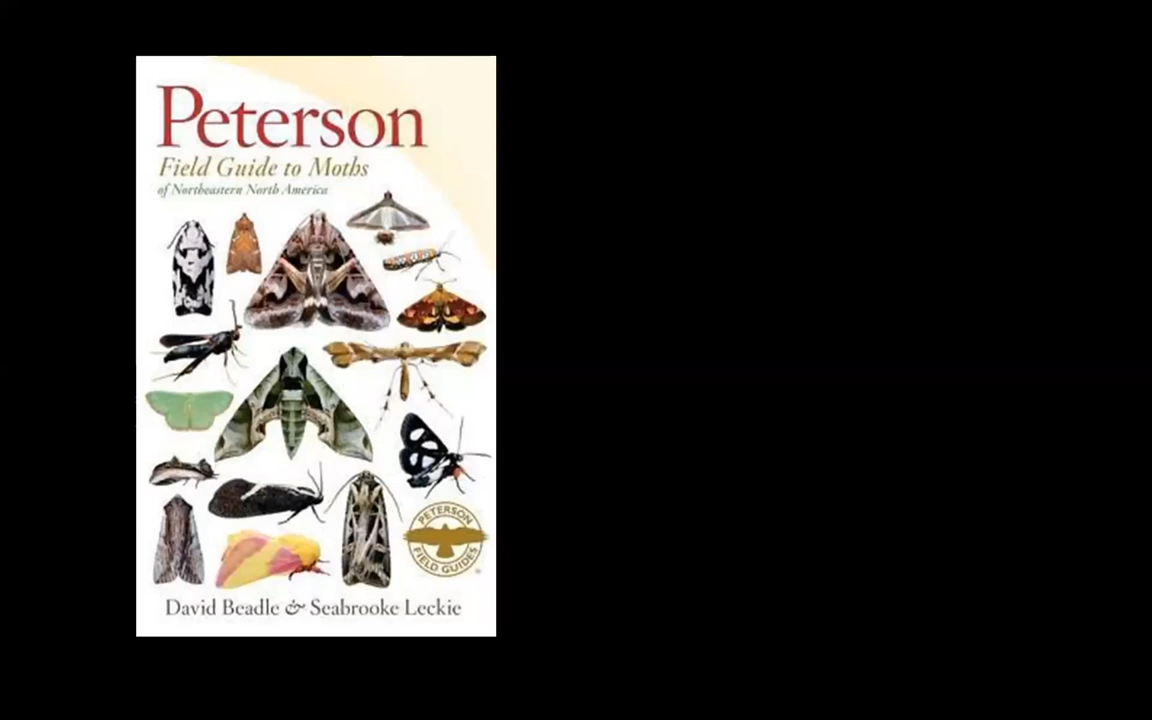 Peterson
Field Guide to Moths
of Northeastern North America
PETERSON
FIELD GUIDES
David Beadle & Seabrooke Leckie